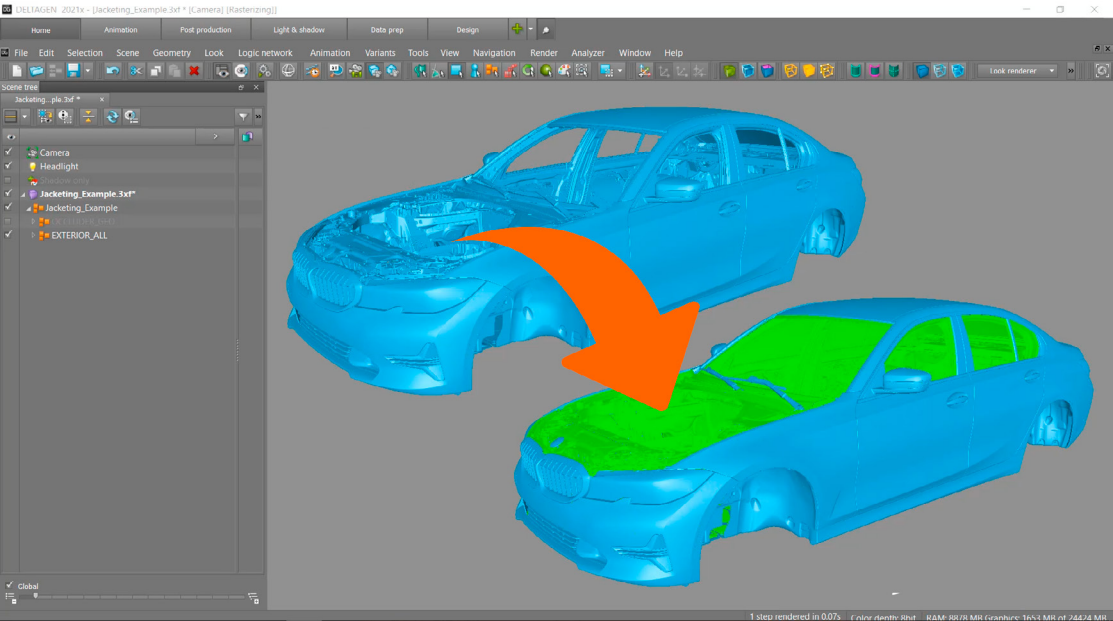 DELTAGEN 2021x - [Jacketing_Example.3xf * [Camera] [Rasterizing]]
Home Animation Post production Light & shadow Data prep Design
File Edit Selection Scene Geometry Look Logic network Animation Variants Tools View Navigation Render Analyzer Window Help
Look renderer
Scene tree
Jacketing...ple.3xf *
Camera
Headlight
Shadow only
Jacketing_Example.3xf*
Jacketing_Example
EXTERIOR_ALL
Global
1 step rendered in 0.07s Color depth: 8bit RAM: 8878 MB Graphics: 1653 MB of 24424 MB